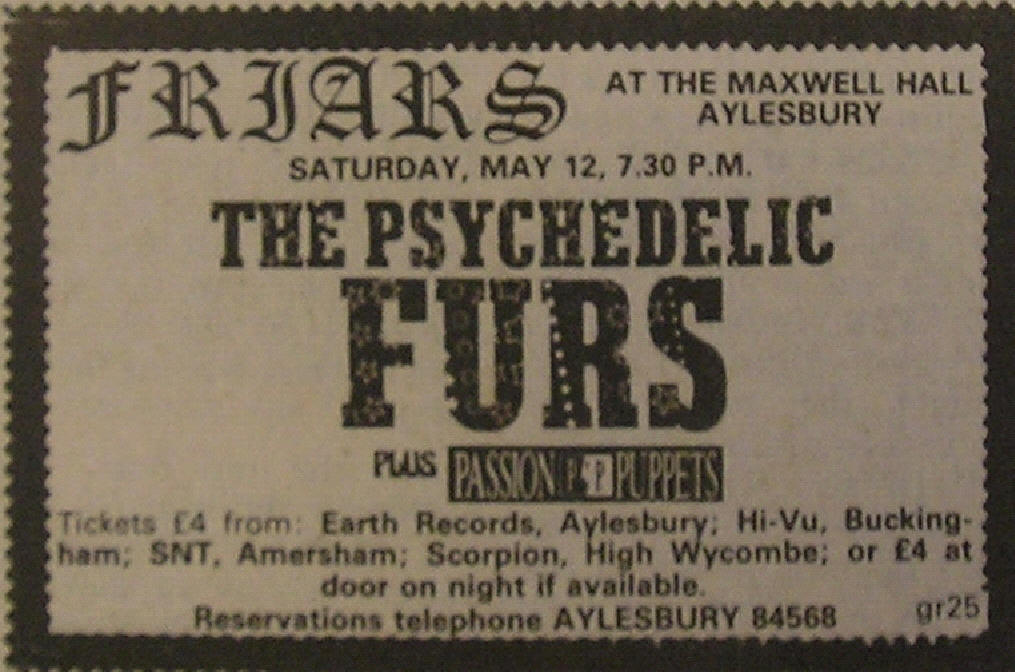 FRIARS
AT THE MAXWELL HALL
AYLESBURY
SATURDAY, MAY 12, 7.30 P.M.
THE PSYCHEDELIC
FURS
PLUS PASSION P&P PUPPETS
Tickets £4 from: Earth Records, Aylesbury; Hi-Vu, Bucking-
ham; SNT, Amersham; Scorpion, High Wycombe; or £4 at
door on night if available.
Reservations telephone AYLESBURY 84568
gr25